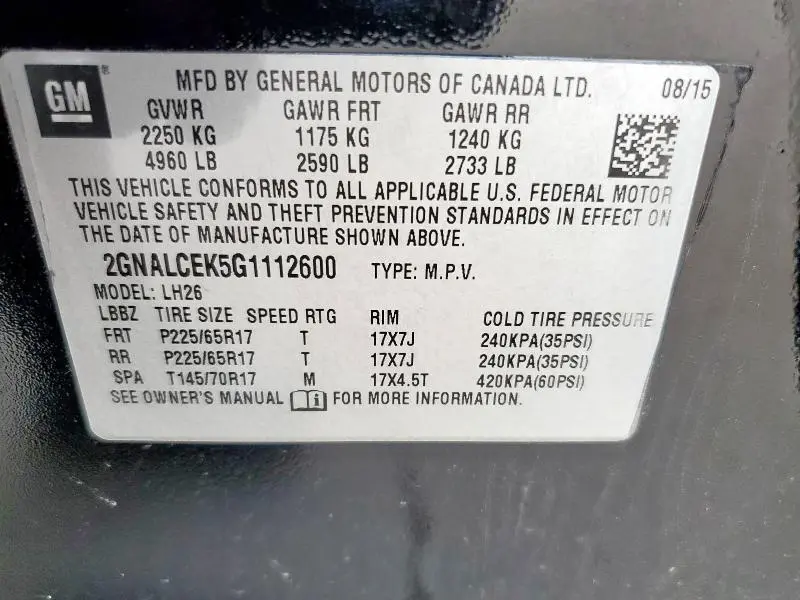 GM ® MFD BY GENERAL MOTORS OF CANADA LTD. 08/15
GVWR GAWR FRT GAWR RR
2250 KG 1175 KG 1240 KG
4960 LB 2590 LB 2733 LB
THIS VEHICLE CONFORMS TO ALL APPLICABLE U.S. FEDERAL MOTOR
VEHICLE SAFETY AND THEFT PREVENTION STANDARDS IN EFFECT ON
THE DATE OF MANUFACTURE SHOWN ABOVE.
2GNALCEK5G1112600 TYPE: M.P.V.
MODEL: LH26
LBBZ TIRE SIZE SPEED RTG RIM COLD TIRE PRESSURE
FRT P225/65R17 T 17X7J 240KPA(35PSI)
RR P225/65R17 T 17X7J 240KPA(35PSI)
SPA T145/70R17 M 17X4.5T 420KPA(60PSI)
SEE OWNER'S MANUAL i FOR MORE INFORMATION.